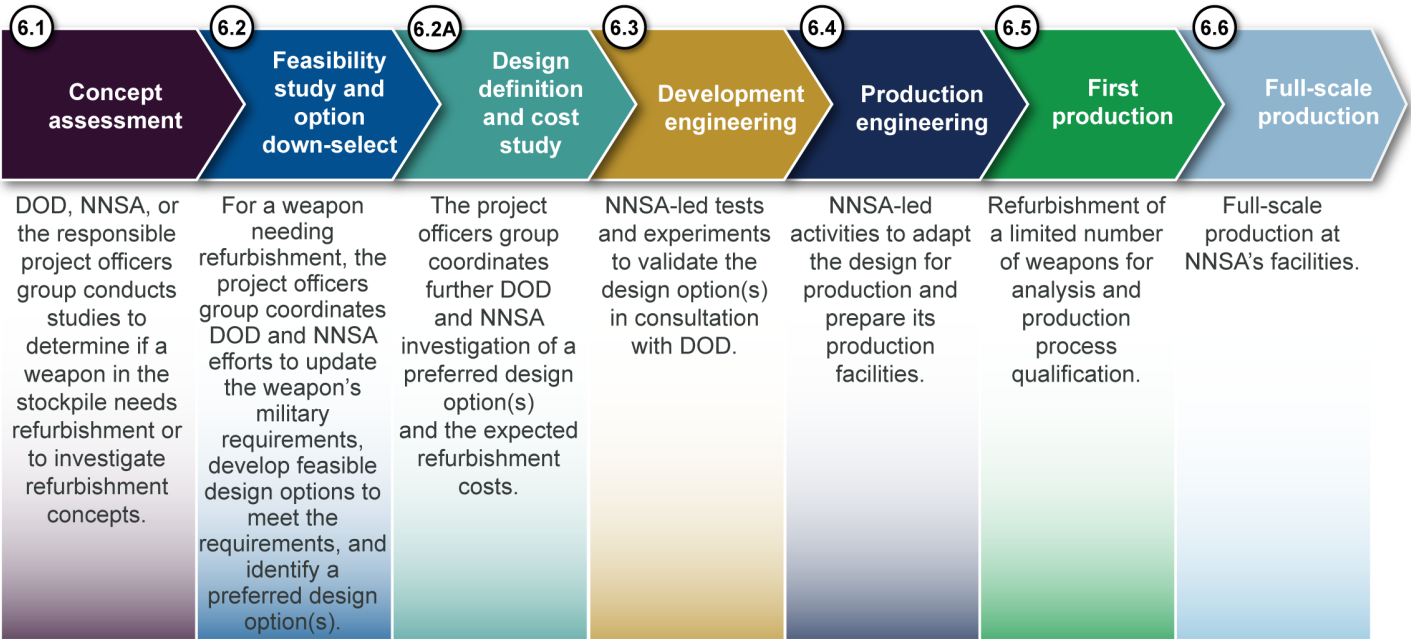 6.1
Concept
assessment
DOD, NNSA, or
the responsible
project officers
group conducts
studies to
determine if a
weapon in the
stockpile needs
refurbishment or
to investigate
refurbishment
concepts.
6.2
Feasibility
study and
option
down-select
For a weapon
needing
refurbishment, the
project officers
group coordinates
DOD and NNSA
efforts to update
the weapon’s
military
requirements,
develop feasible
design options to
meet the
requirements, and
identify a
preferred design
option(s).
6.2A
Design
definition
and cost
study
The project
officers group
coordinates
further DOD
and NNSA
investigation of a
preferred design
option(s)
and the expected
refurbishment
costs.
6.3
Development
engineering
NNSA-led tests
and experiments
to validate the
design option(s)
in consultation
with DOD.
6.4
Production
engineering
NNSA-led
activities to adapt
the design for
production and
prepare its
production
facilities.
6.5
First
production
Refurbishment of
a limited number
of weapons for
analysis and
production
process
qualification.
6.6
Full-scale
production
Full-scale
production at
NNSA’s facilities.